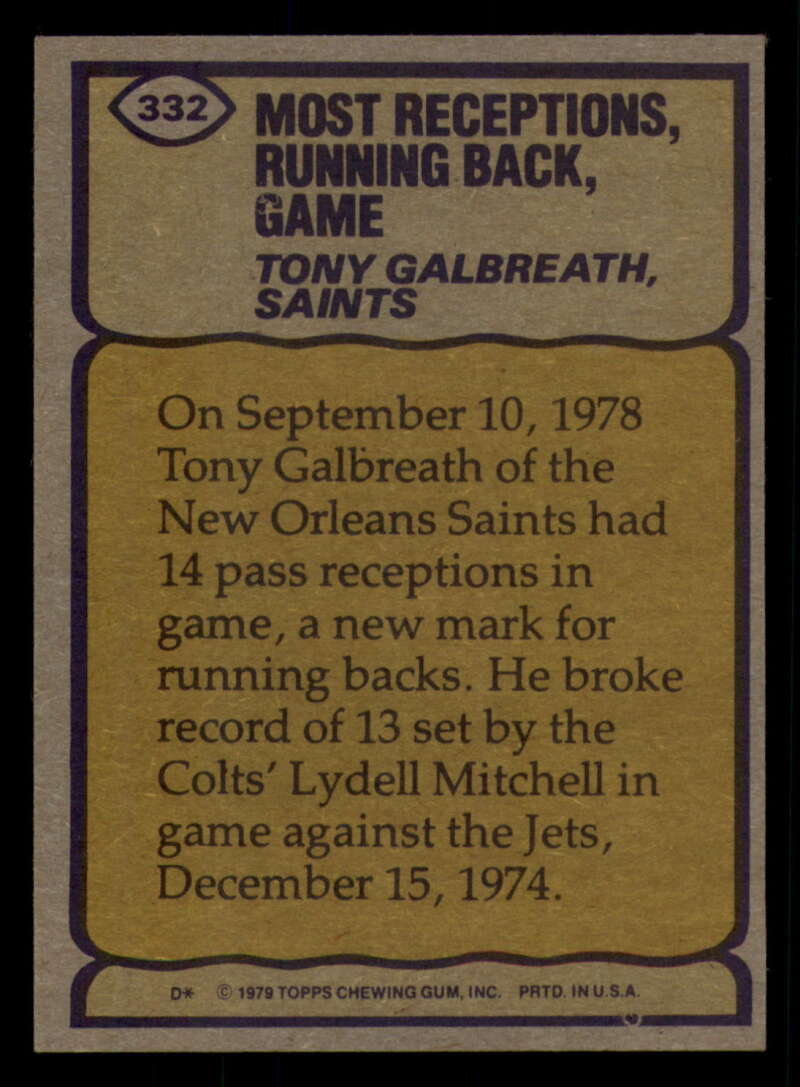 332
MOST RECEPTIONS,
RUNNING BACK,
GAME
TONY GALBREATH,
SAINTS
On September 10, 1978
Tony Galbreath of the
New Orleans Saints had
14 pass receptions in
game, a new mark for
running backs. He broke
record of 13 set by the
Colts' Lydell Mitchell in
game against the Jets,
December 15, 1974.
D* © 1979 TOPPS CHEWING GUM, INC. PRTD. IN U.S.A.